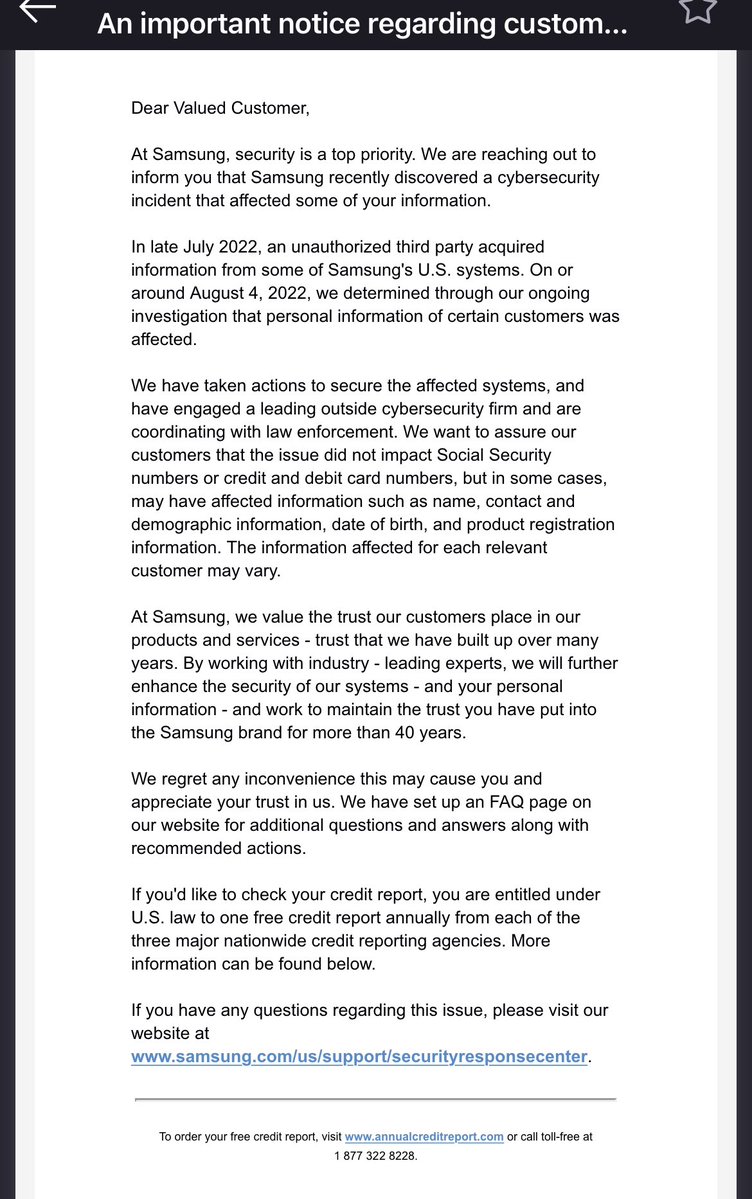 An important notice regarding custom...
Dear Valued Customer,
At Samsung, security is a top priority. We are reaching out to
inform you that Samsung recently discovered a cybersecurity
incident that affected some of your information.
In late July 2022, an unauthorized third party acquired
information from some of Samsung's U.S. systems. On or
around August 4, 2022, we determined through our ongoing
investigation that personal information of certain customers was
affected.
We have taken actions to secure the affected systems, and
have engaged a leading outside cybersecurity firm and are
coordinating with law enforcement. We want to assure our
customers that the issue did not impact Social Security
numbers or credit and debit card numbers, but in some cases,
may have affected information such as name, contact and
demographic information, date of birth, and product registration
information. The information affected for each relevant
customer may vary.
At Samsung, we value the trust our customers place in our
products and services - trust that we have built up over many
years. By working with industry - leading experts, we will further
enhance the security of our systems - and your personal
information - and work to maintain the trust you have put into
the Samsung brand for more than 40 years.
We regret any inconvenience this may cause you and
appreciate your trust in us. We have set up an FAQ page on
our website for additional questions and answers along with
recommended actions.
If you'd like to check your credit report, you are entitled under
U.S. law to one free credit report annually from each of the
three major nationwide credit reporting agencies. More
information can be found below.
If you have any questions regarding this issue, please visit our
website at
www.samsung.com/us/support/securityresponsecenter.
To order your free credit report, visit www.annualcreditreport.com or call toll-free at
1 877 322 8228.